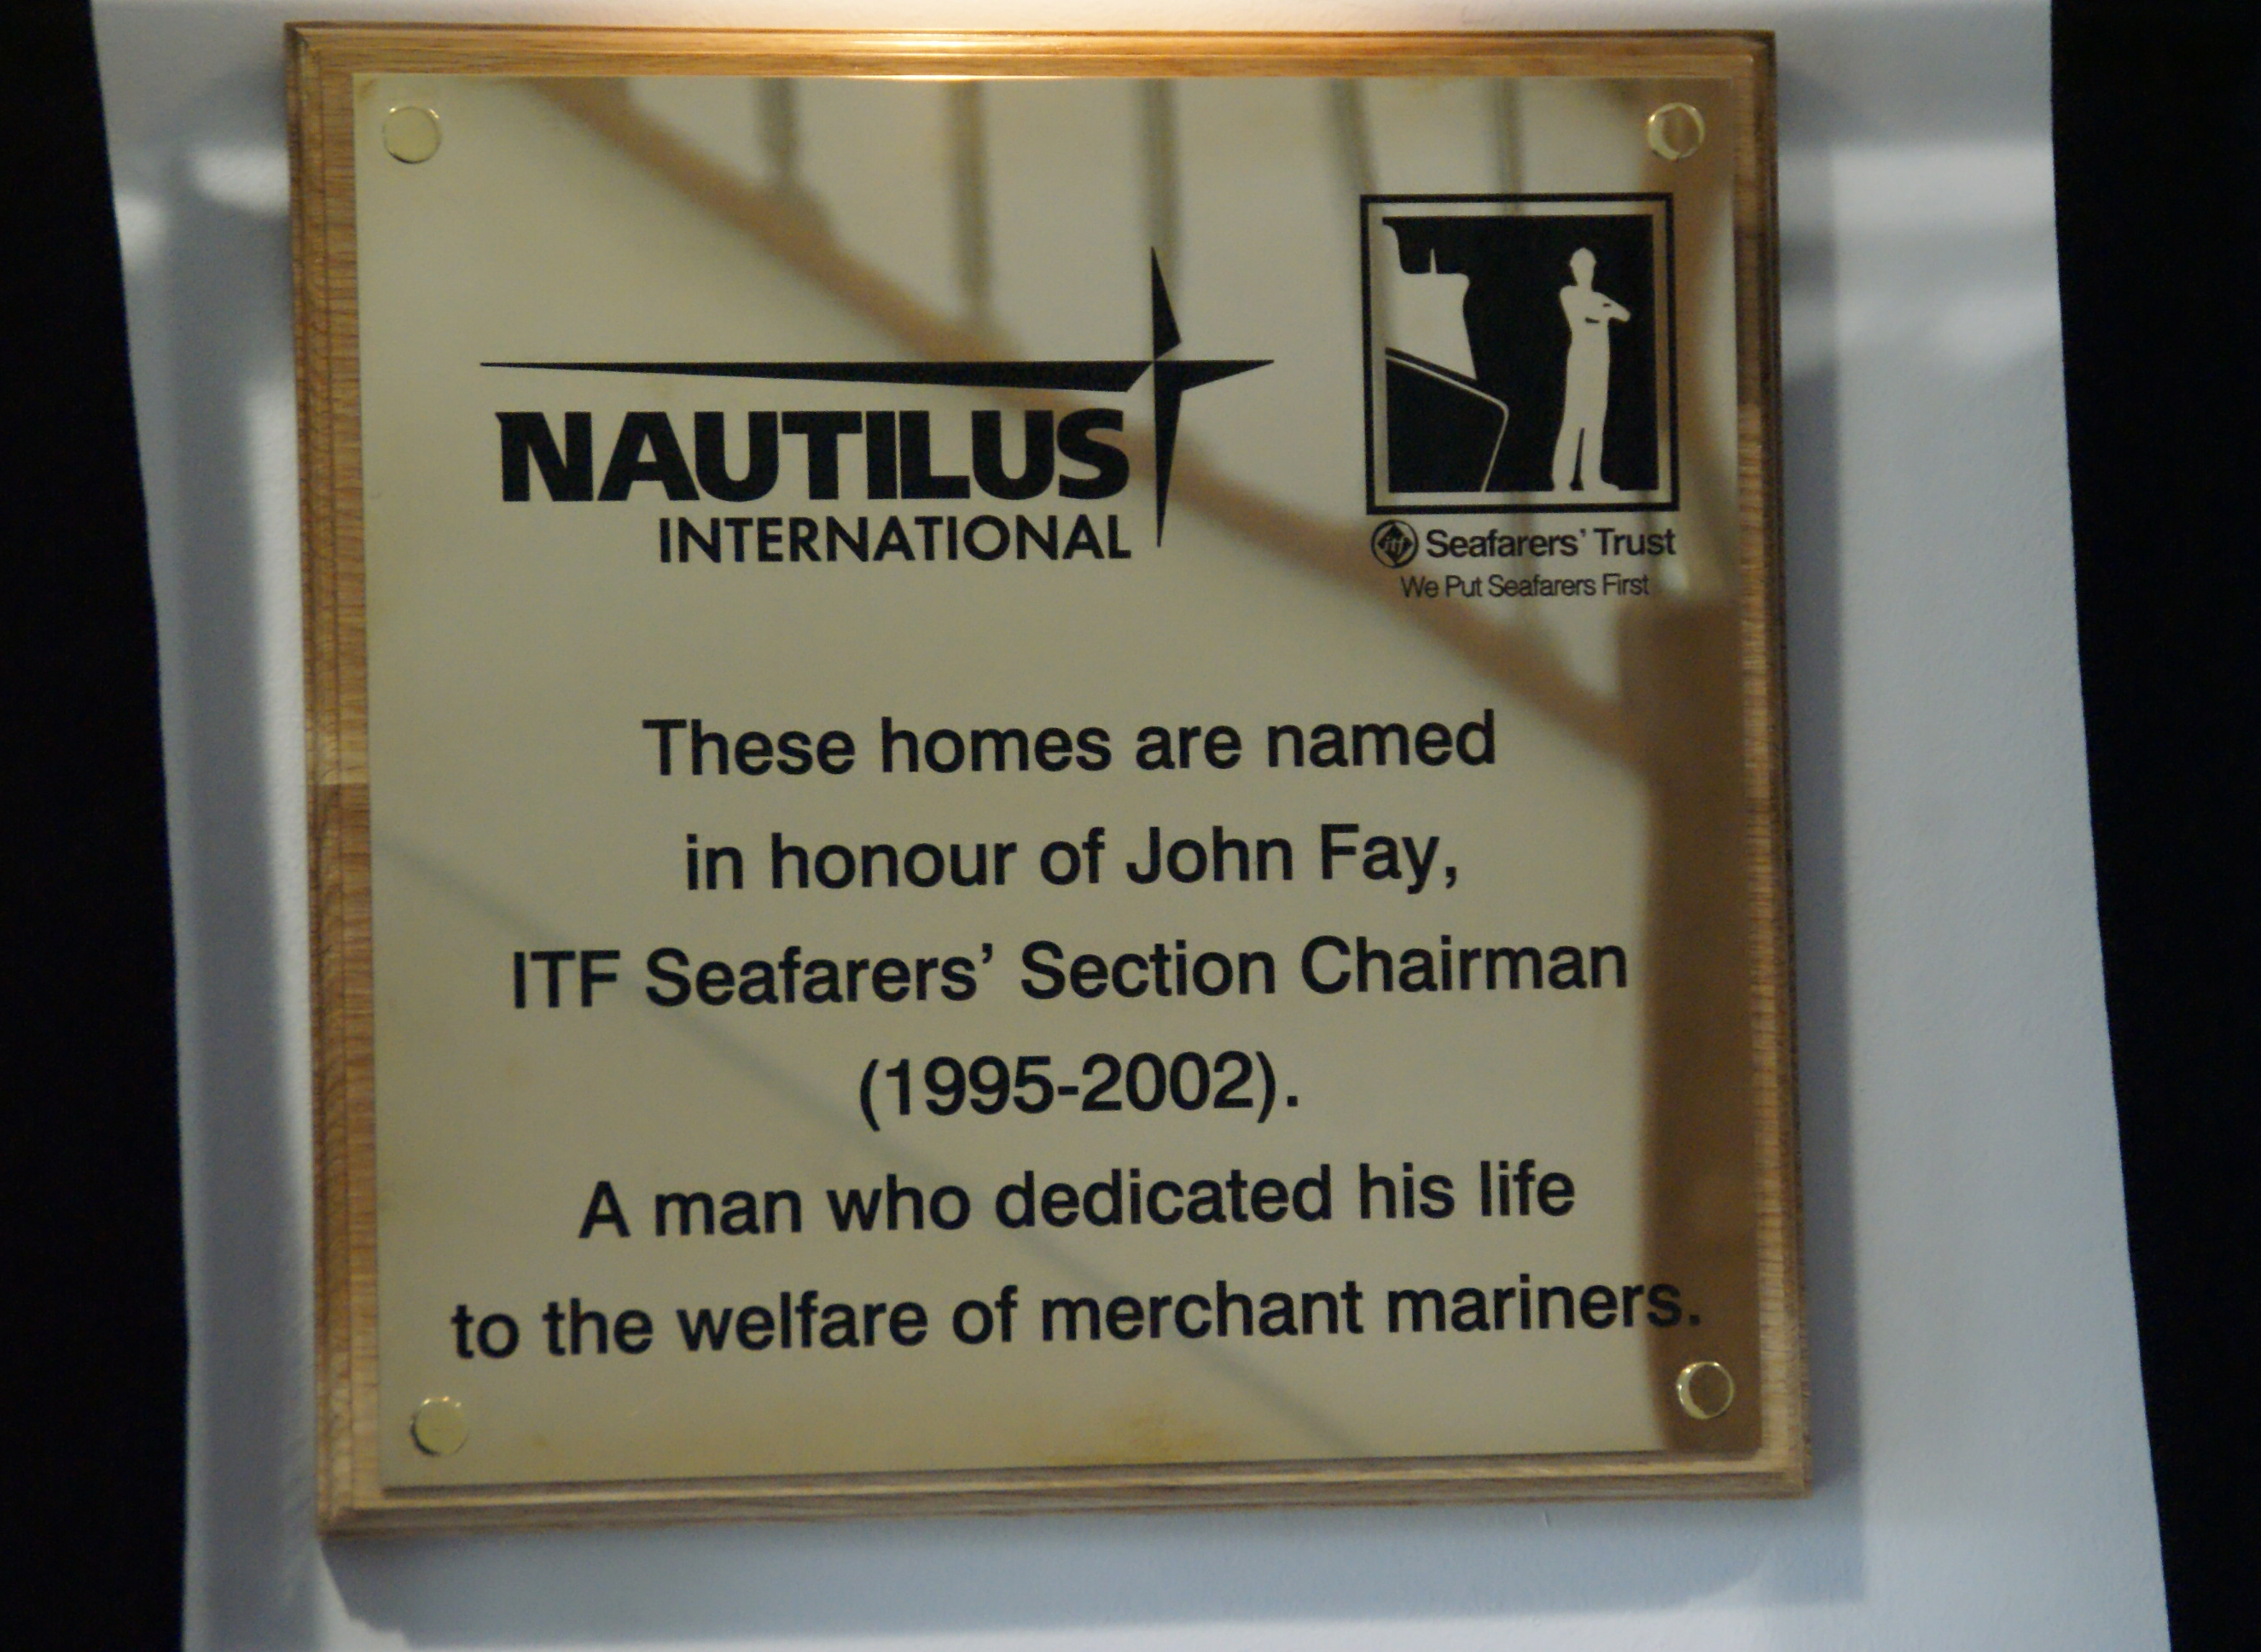 NAUTILUS
INTERNATIONAL
itf Seafarers' Trust
We Put Seafarers First
These homes are named
in honour of John Fay,
ITF Seafarers’ Section Chairman
(1995-2002).
A man who dedicated his life
to the welfare of merchant mariners.